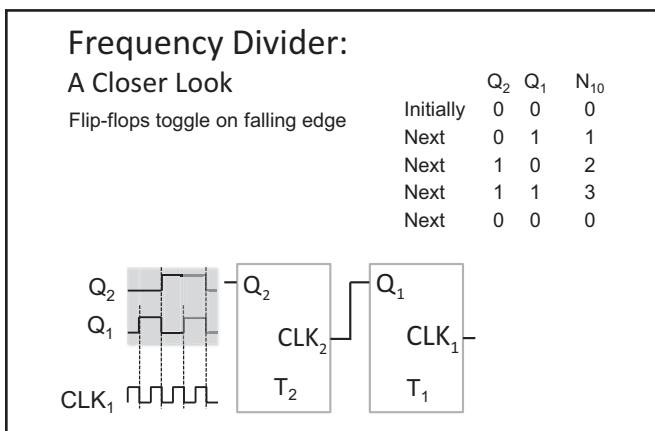 Frequency Divider:
A Closer Look
Flip-flops toggle on falling edge
Q₂ Q₁ N₁₀
Initially 0 0 0
Next 0 1 1
Next 1 0 2
Next 1 1 3
Next 0 0 0
Q₂
Q₁
CLK₁
Q₂
CLK₂
T₂
Q₁
CLK₁
T₁